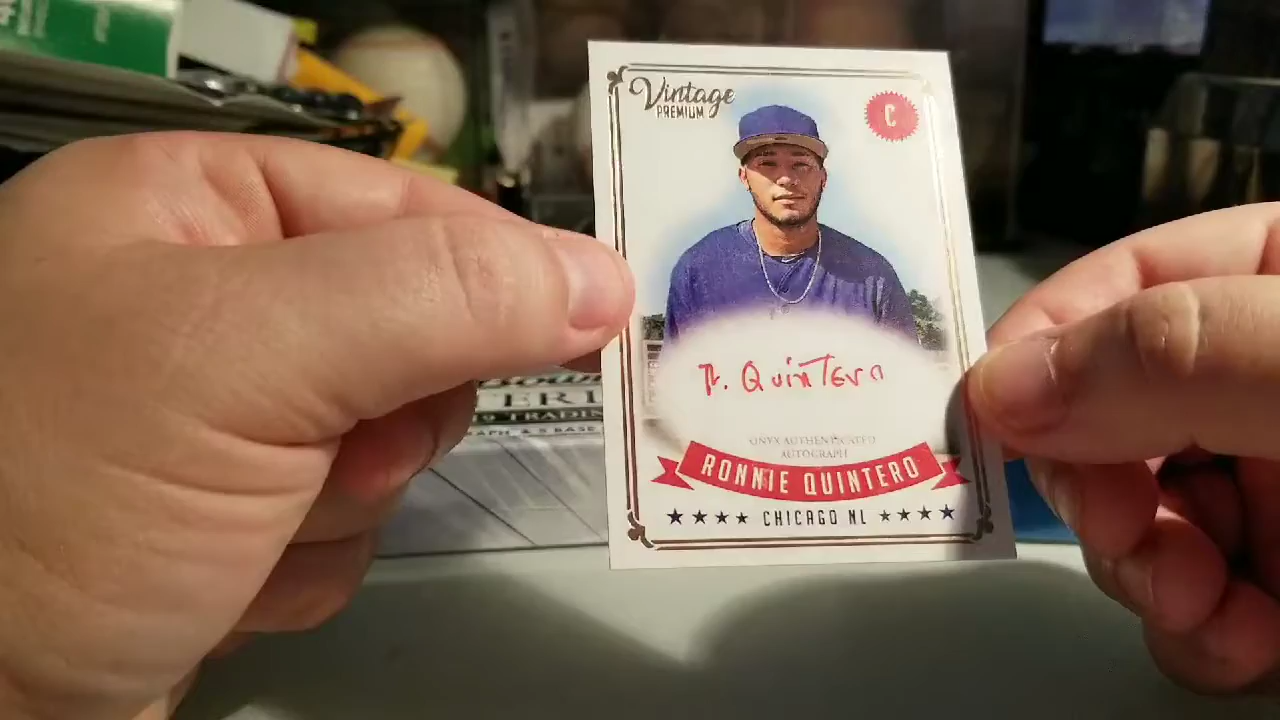 Vintage
PREMIUM
C
R. Quintero
ONYX AUTHENTICATED
AUTOGRAPH
RONNIE QUINTERO
CHICAGO NL